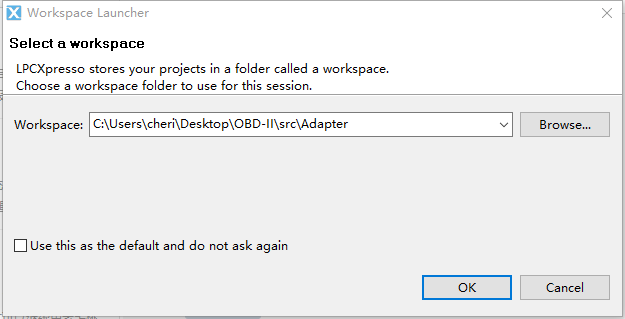 Workspace Launcher
Select a workspace
LPCXpresso stores your projects in a folder called a workspace.
Choose a workspace folder to use for this session.
Workspace: C:\Users\cheri\Desktop\OBD-II\src\Adapter Browse...
Use this as the default and do not ask again
OK Cancel